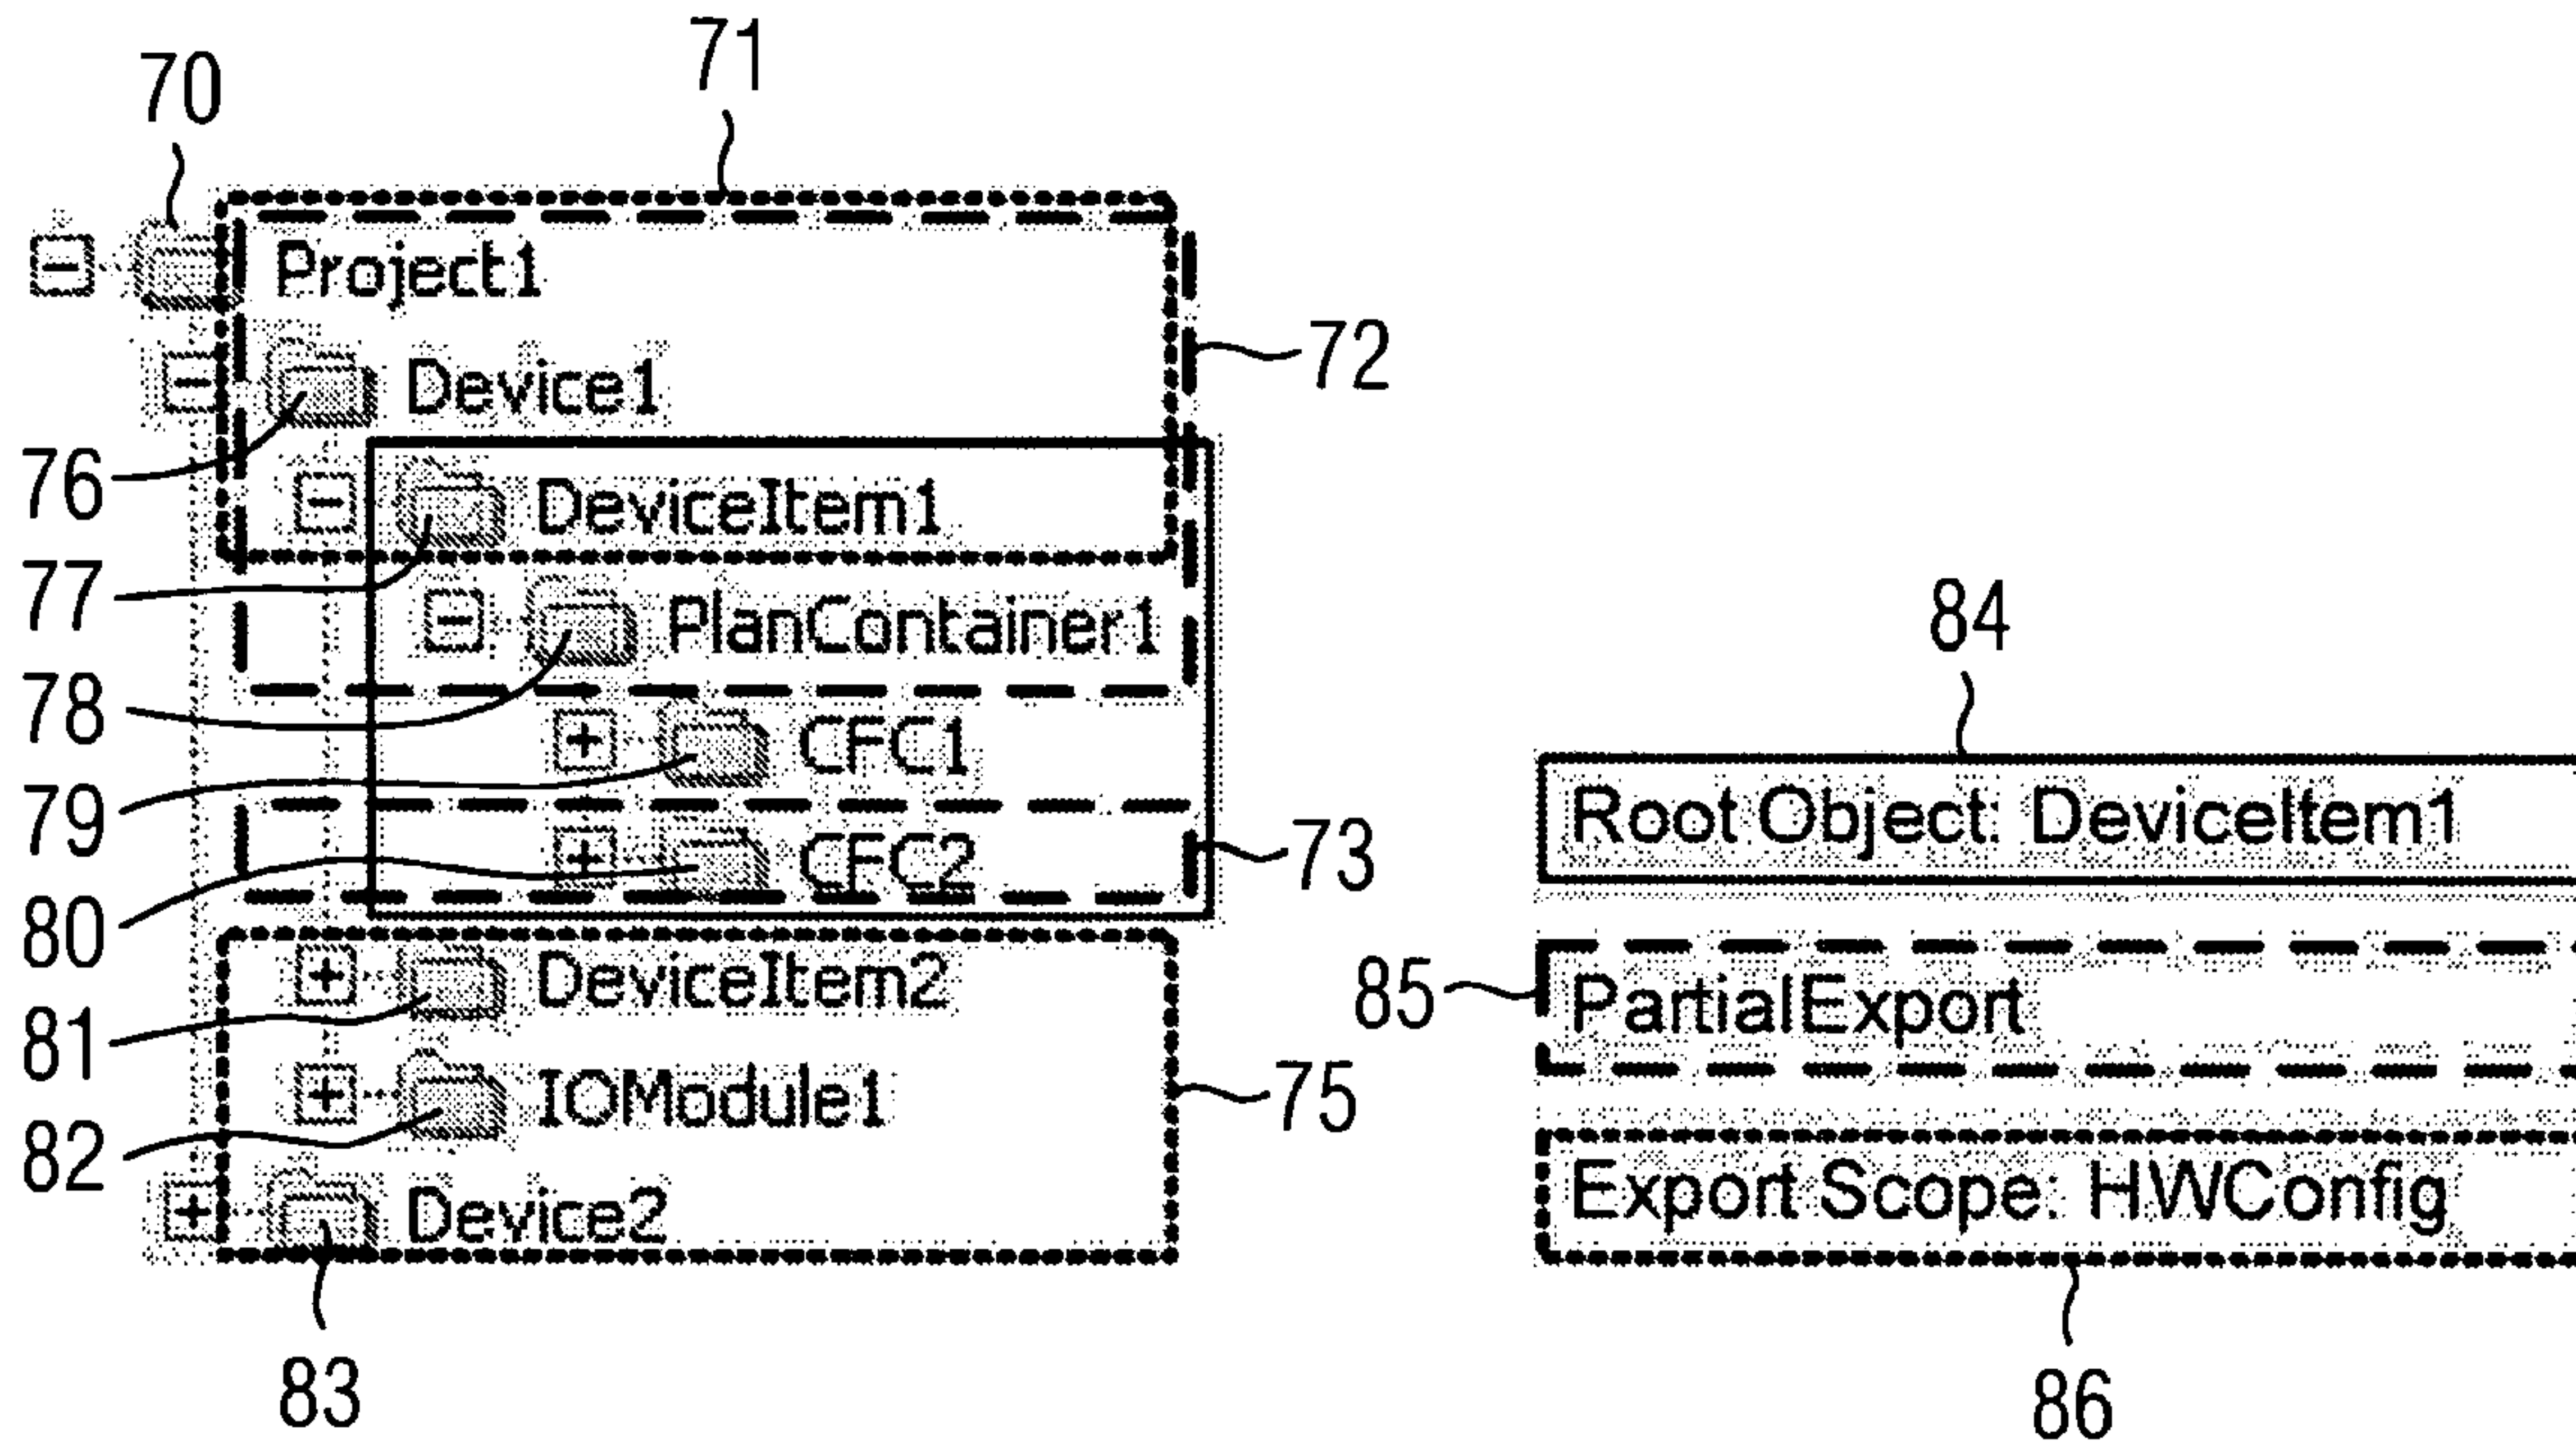 71
70
Project1
72
Device1
76
DeviceItem1
77
PlanContainer1
84
78
CFC1
79
Root Object: DeviceItem1
CFC2
73
80
DeviceItem2
85
PartialExport
81
IOModule1
75
82
Export Scope: HWConfig
Device2
83
86